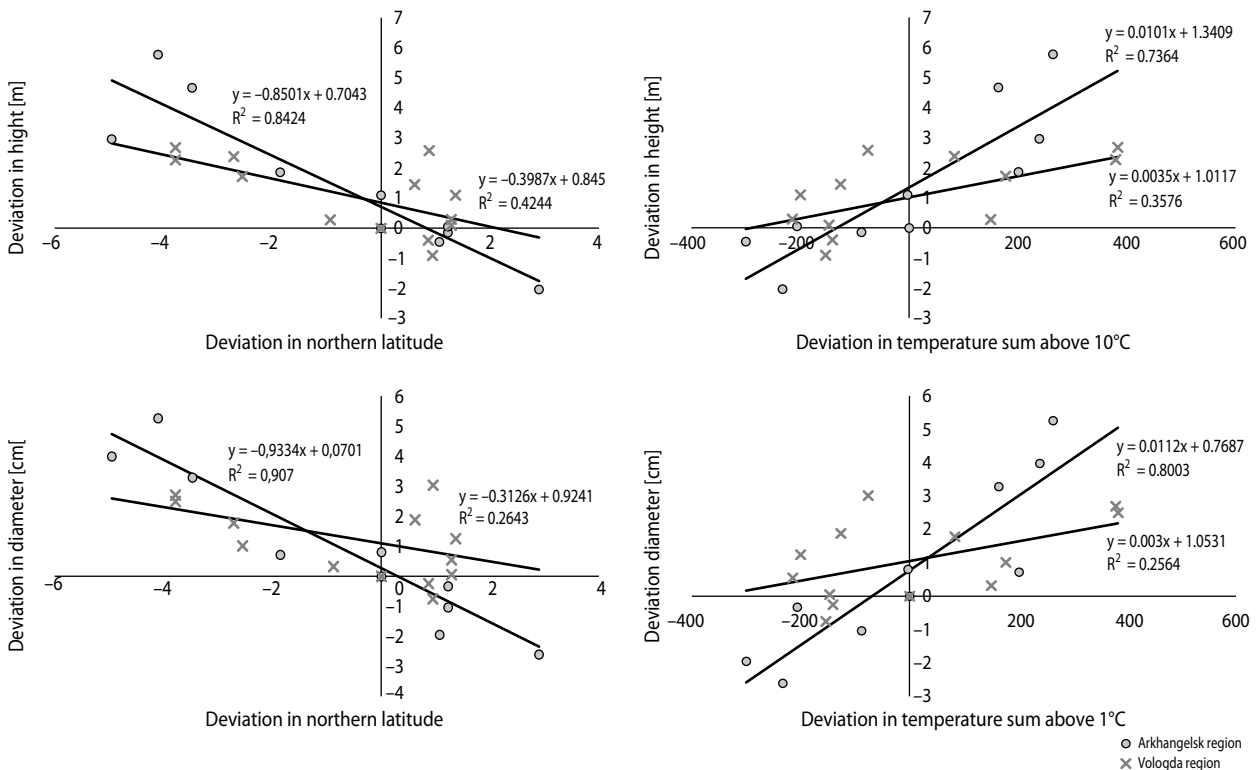 Deviation in hight [m]
7
6
5
4
3
2
1
0
–1
–2
–3
–6
–4
–2
2
4
y = –0.8501x + 0.7043
R² = 0.8424
y = –0.3987x + 0.845
R² = 0.4244
Deviation in northern latitude
Deviation in height [m]
7
6
5
4
3
2
1
0
–1
–2
–3
–400
–200
200
400
600
y = 0.0101x + 1.3409
R² = 0.7364
y = 0.0035x + 1.0117
R² = 0.3576
Deviation in temperature sum above 10°C
Deviation in diameter [cm[
6
5
4
3
2
1
0
–1
–2
–3
–4
–6
–4
–2
2
4
y = –0,9334x + 0,0701
R² = 0,907
y = –0.3126x + 0.9241
R² = 0.2643
Deviation in northern latitude
Deviation in diameter [cm]
6
5
4
3
2
1
0
–1
–2
–3
–400
–200
200
400
600
y = 0.0112x + 0.7687
R² = 0.8003
y = 0.003x + 1.0531
R² = 0.2564
Deviation in temperature sum above 1°C
Arkhangelsk region
Vologda region